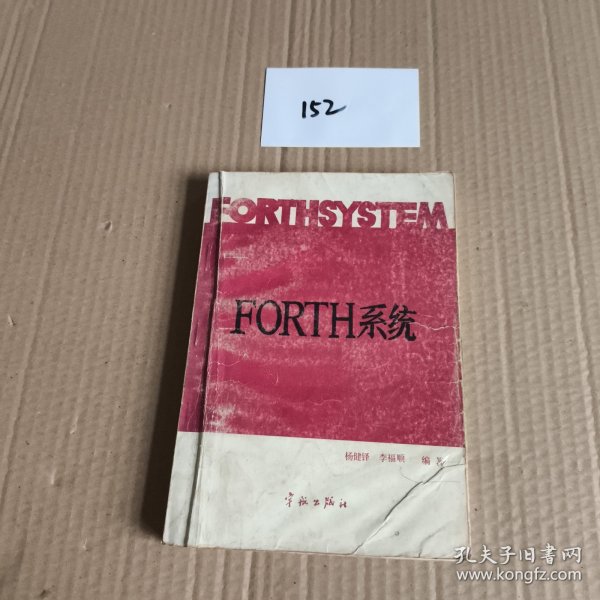 152
FORTHSYSTEM
FORTH系统
杨健铎 李福顺 编著
宇航出版社
孔夫子旧书网
www.kongfz.com